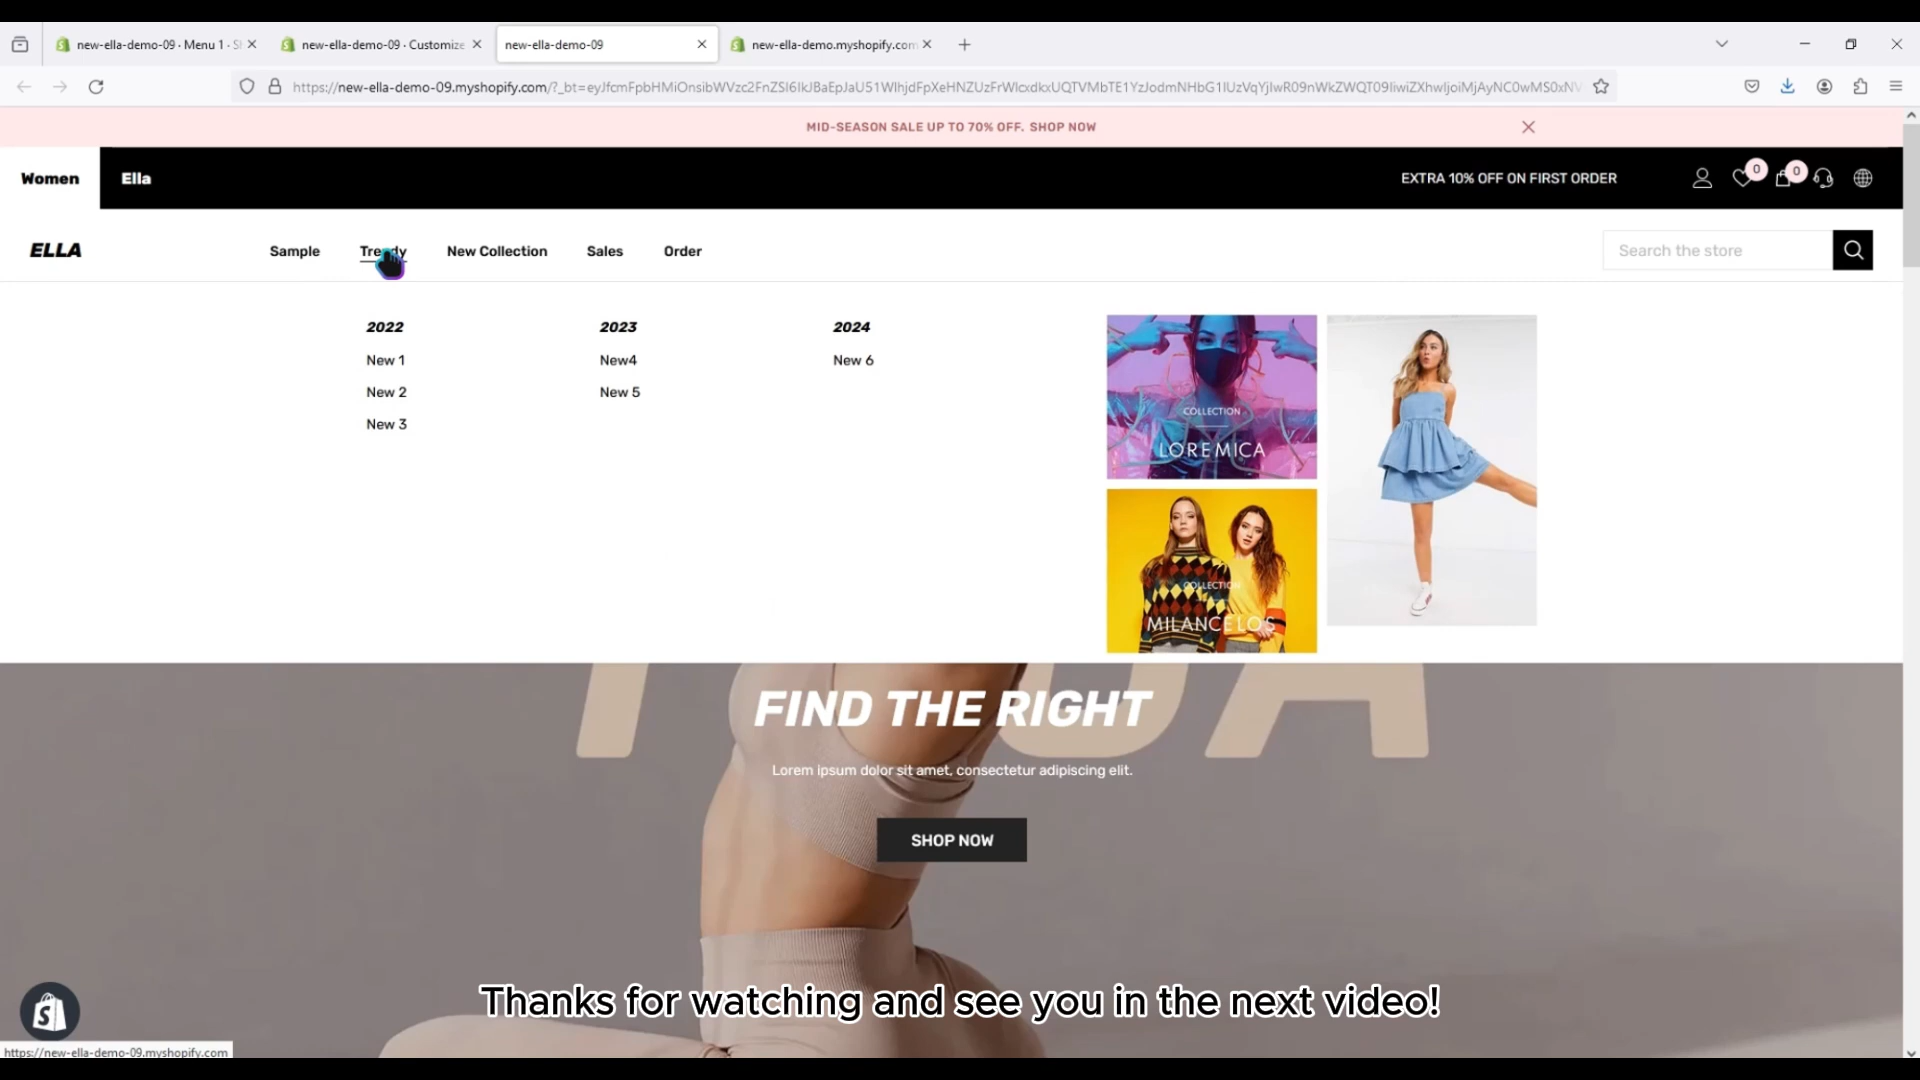 new-ella-demo-09 · Menu 1 · S
new-ella-demo-09 · Customize
new-ella-demo-09
new-ella-demo.myshopify.com
MID-SEASON SALE UP TO 70% OFF. SHOP NOW
Women
Ella
EXTRA 10% OFF ON FIRST ORDER
0
0
ELLA
Sample
Trendy
New Collection
Sales
Order
Search the store
2022
2023
2024
New 1
New4
New 6
New 2
New 5
New 3
COLLECTION
LOREMICA
COLLECTION
MILANCELOS
FIND THE RIGHT
Lorem ipsum dolor sit amet, consectetur adipiscing elit.
SHOP NOW
Thanks for watching and see you in the next video!
https://new-ella-demo-09.myshopify.com